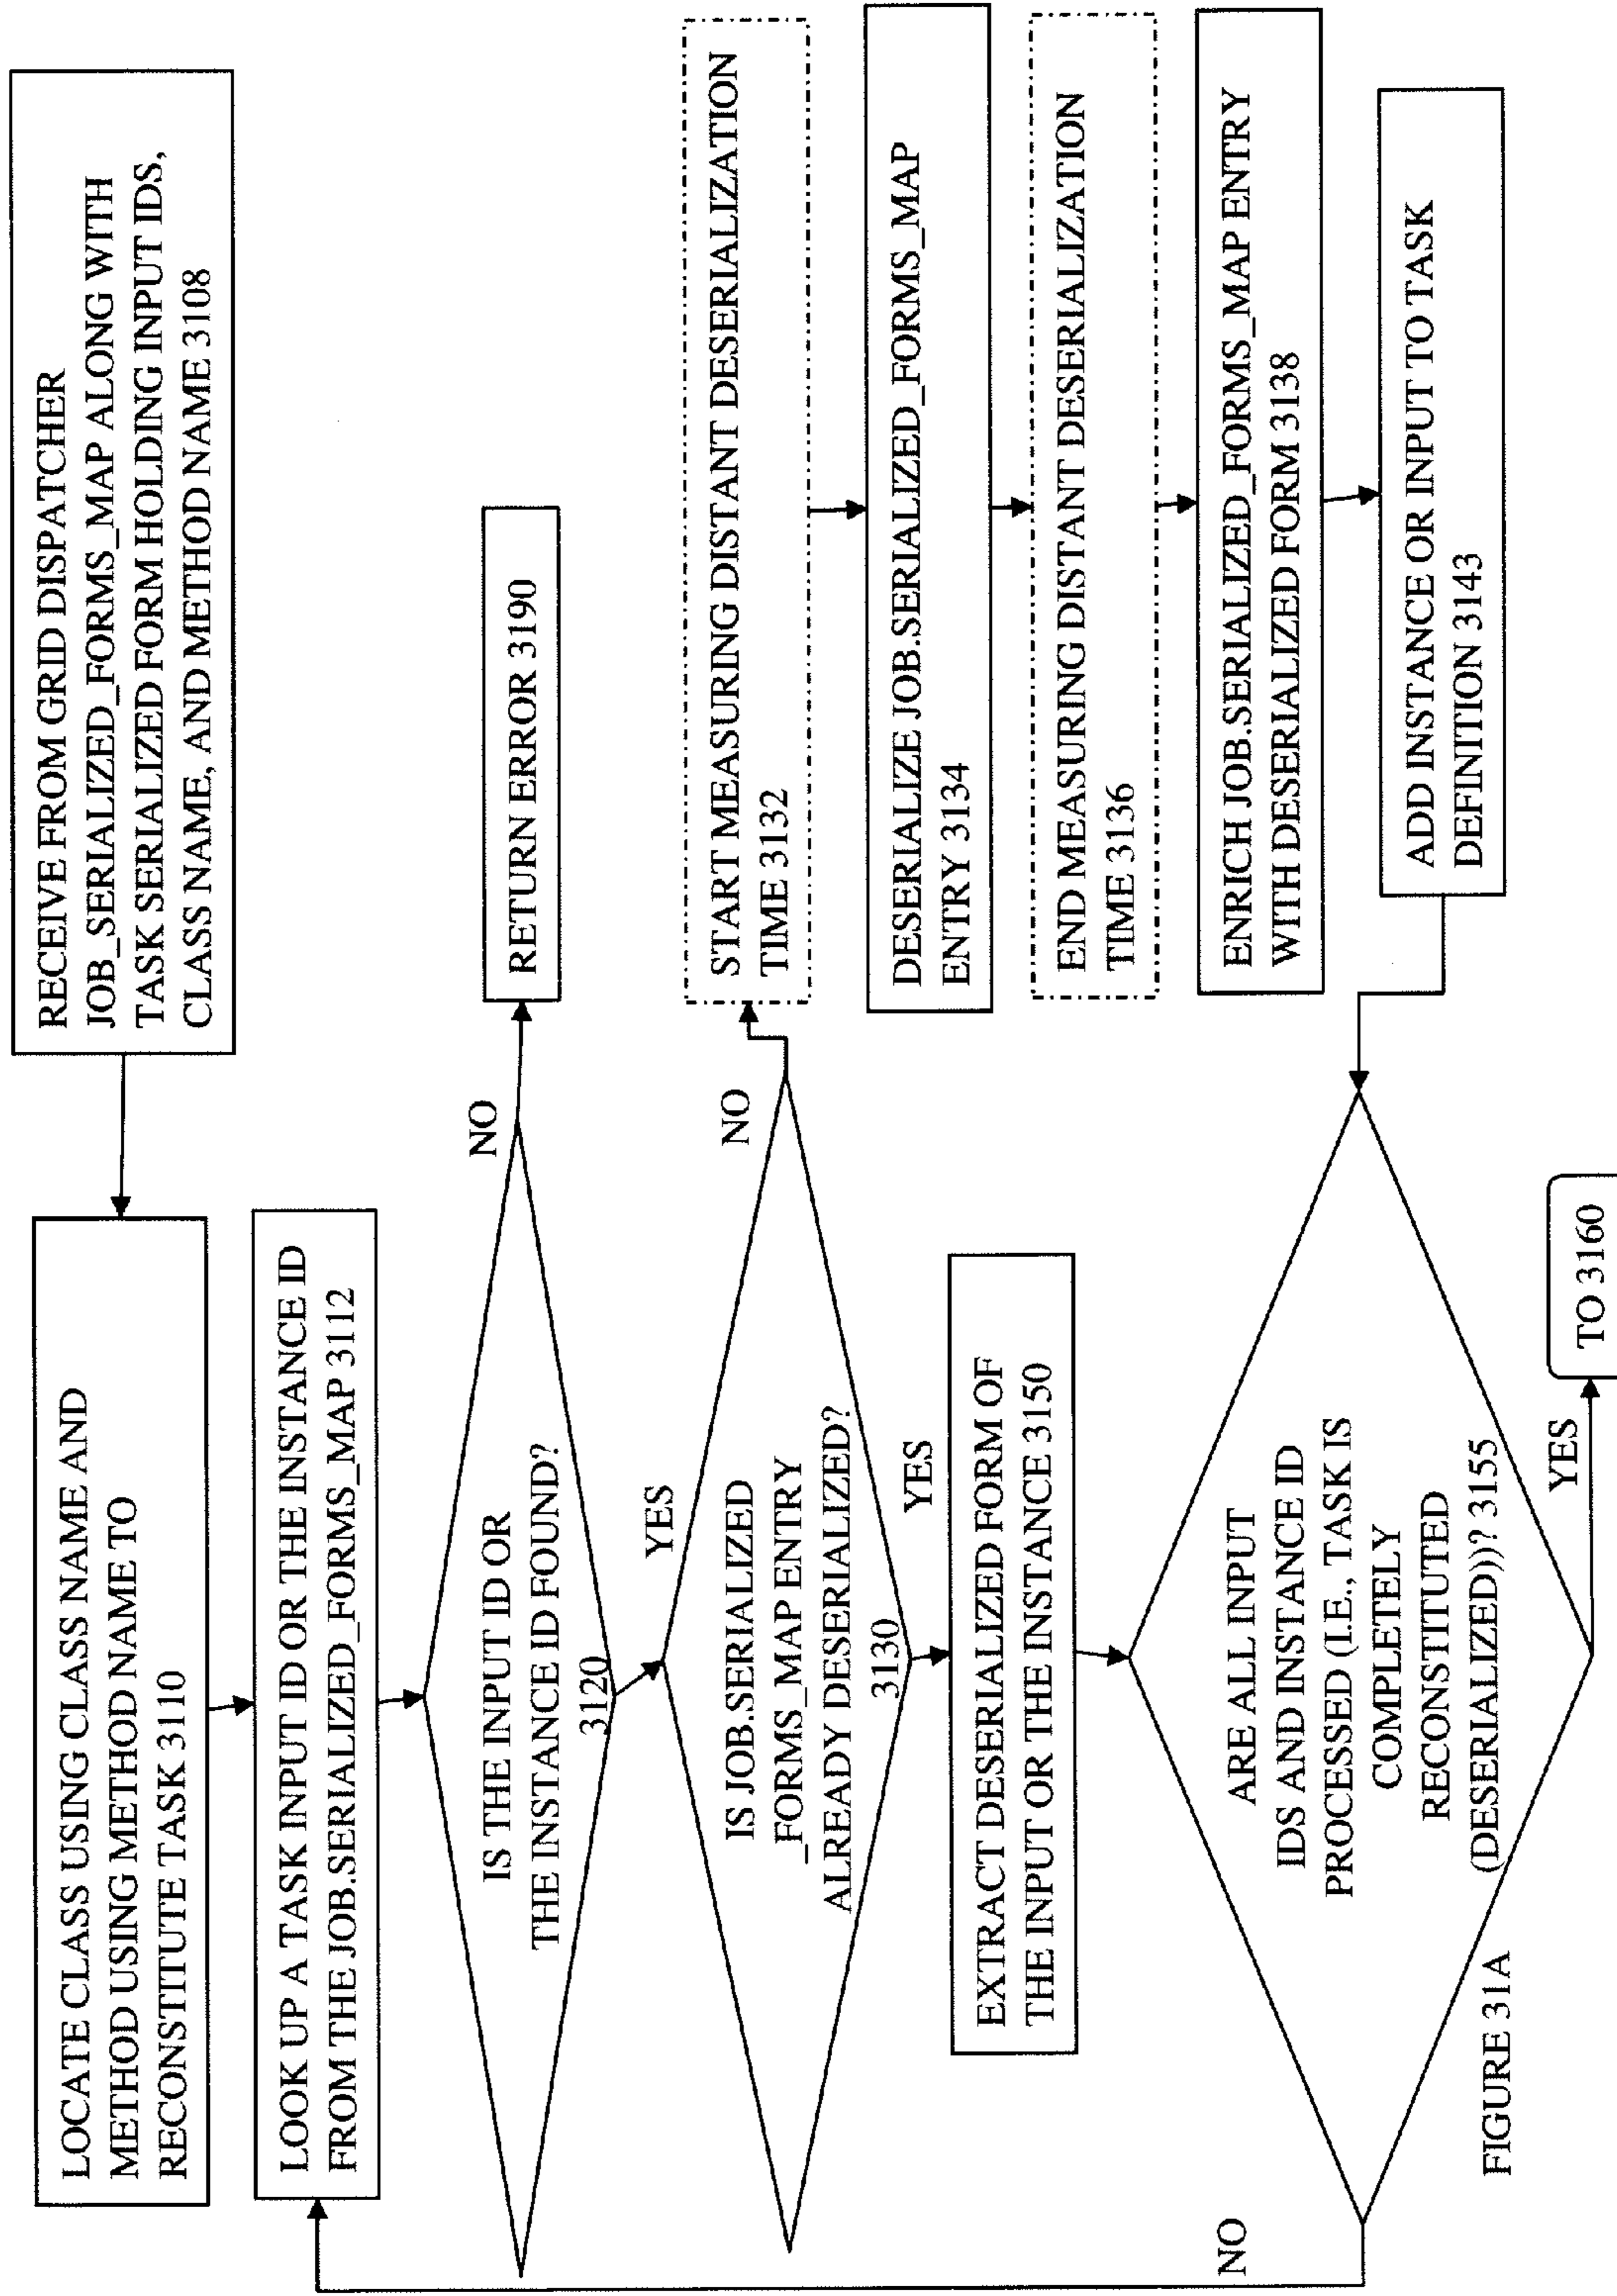 RECEIVE FROM GRID DISPATCHER
JOB_SERIALIZED_FORMS_MAP ALONG WITH
TASK SERIALIZED FORM HOLDING INPUT IDS,
CLASS NAME, AND METHOD NAME 3108
LOCATE CLASS USING CLASS NAME AND
METHOD USING METHOD NAME TO
RECONSTITUTE TASK 3110
LOOK UP A TASK INPUT ID OR THE INSTANCE ID
FROM THE JOB.SERIALIZED_FORMS_MAP 3112
IS THE INPUT ID OR
THE INSTANCE ID FOUND?
3120
NO
RETURN ERROR 3190
YES
IS JOB.SERIALIZED
_FORMS_MAP ENTRY
ALREADY DESERIALIZED?
3130
NO
START MEASURING DISTANT DESERIALIZATION
TIME 3132
DESERIALIZE JOB.SERIALIZED_FORMS_MAP
ENTRY 3134
END MEASURING DISTANT DESERIALIZATION
TIME 3136
ENRICH JOB.SERIALIZED_FORMS_MAP ENTRY
WITH DESERIALIZED FORM 3138
ADD INSTANCE OR INPUT TO TASK
DEFINITION 3143
YES
EXTRACT DESERIALIZED FORM OF
THE INPUT OR THE INSTANCE 3150
ARE ALL INPUT
IDS AND INSTANCE ID
PROCESSED (I.E., TASK IS
COMPLETELY
RECONSTITUTED
(DESERIALIZED))? 3155
NO
YES
TO 3160
FIGURE 31A